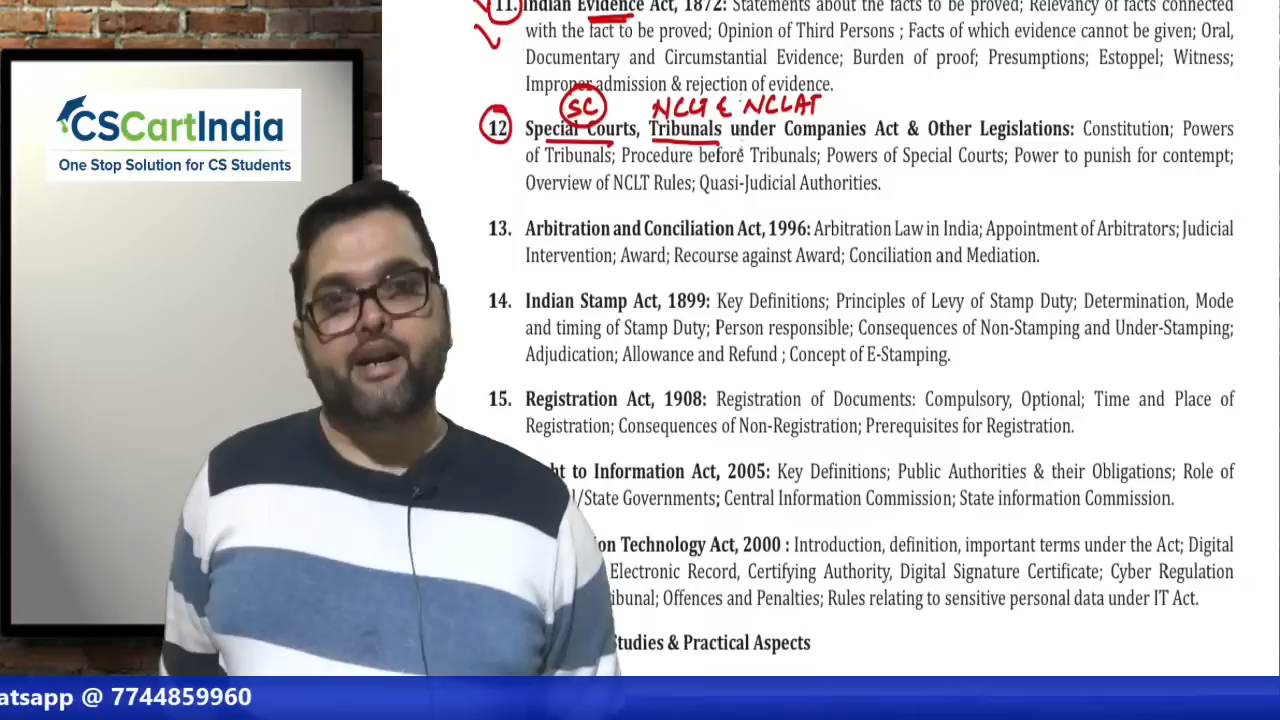 11. Indian Evidence Act, 1872: Statements about the facts to be proved; Relevancy of facts connected
with the fact to be proved; Opinion of Third Persons ; Facts of which evidence cannot be given; Oral,
Documentary and Circumstantial Evidence; Burden of proof; Presumptions; Estoppel; Witness;
Improper admission & rejection of evidence.
SC NCLT & NCLAT
12 Special Courts, Tribunals under Companies Act & Other Legislations: Constitution; Powers
of Tribunals; Procedure before Tribunals; Powers of Special Courts; Power to punish for contempt;
Overview of NCLT Rules; Quasi-Judicial Authorities.
CSCartIndia
One Stop Solution for CS Students
13. Arbitration and Conciliation Act, 1996: Arbitration Law in India; Appointment of Arbitrators; Judicial
Intervention; Award; Recourse against Award; Conciliation and Mediation.
14. Indian Stamp Act, 1899: Key Definitions; Principles of Levy of Stamp Duty; Determination, Mode
and timing of Stamp Duty; Person responsible; Consequences of Non-Stamping and Under-Stamping;
Adjudication; Allowance and Refund ; Concept of E-Stamping.
15. Registration Act, 1908: Registration of Documents: Compulsory, Optional; Time and Place of
Registration; Consequences of Non-Registration; Prerequisites for Registration.
ht to Information Act, 2005: Key Definitions; Public Authorities & their Obligations; Role of
/State Governments; Central Information Commission; State information Commission.
on Technology Act, 2000 : Introduction, definition, important terms under the Act; Digital
Electronic Record, Certifying Authority, Digital Signature Certificate; Cyber Regulation
ibunal; Offences and Penalties; Rules relating to sensitive personal data under IT Act.
tudies & Practical Aspects
atsapp @ 7744859960